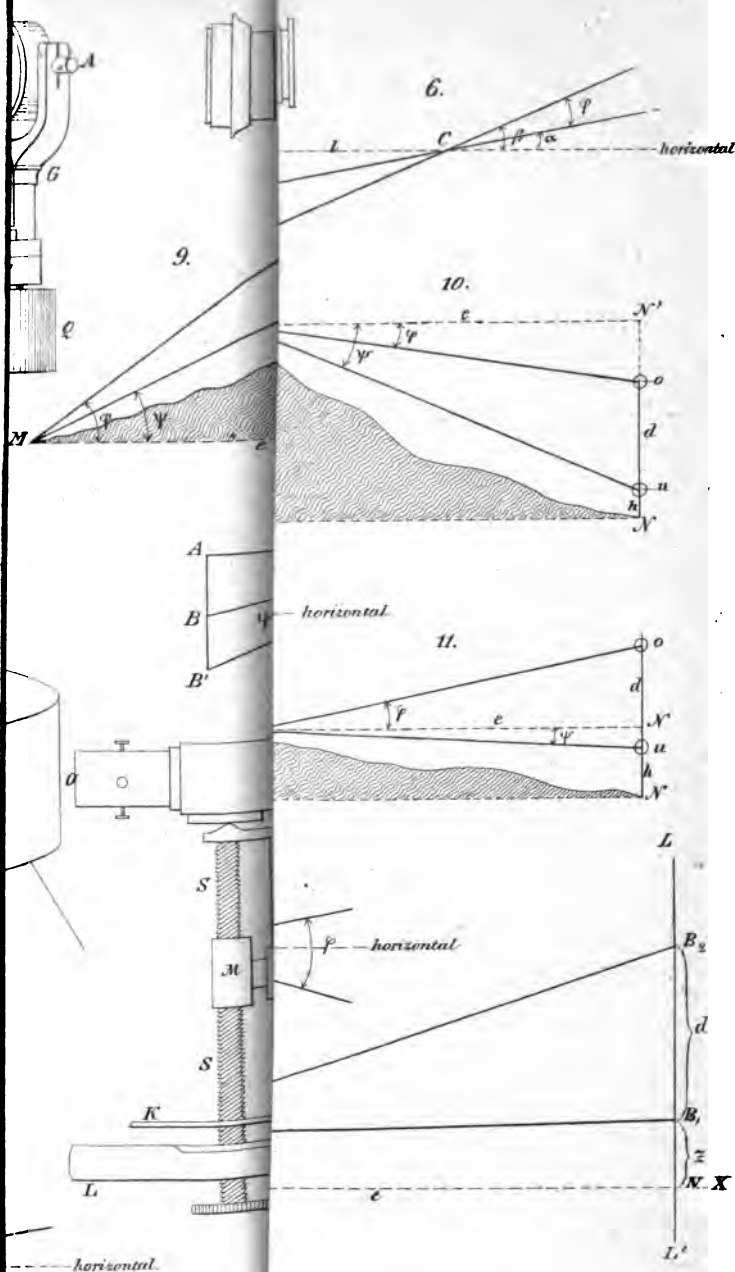 A
6.
C
φ
β
α
l
horizontal
G
9.
10.
N'
e
φ
ψ
o
Q
d
φ
ψ
M
e
u
h
N
A
B
ψ
horizontal
11.
o
B'
d
φ
e
N
ψ
u
h
N
O
L
S
B₂
φ
horizontal
M
d
S
K
B₁
z
L
e
N
X
L'
horizontal